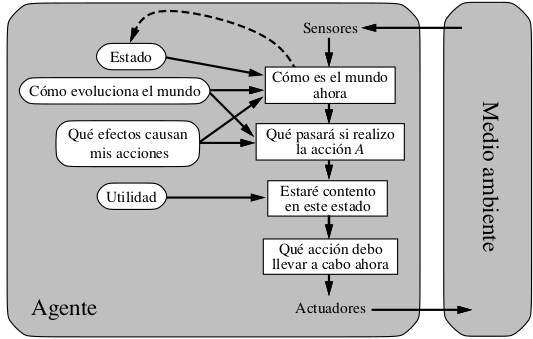 Sensores
Estado
Cómo es el mundo
ahora
Cómo evoluciona el mundo
Qué efectos causan
mis acciones
Qué pasará si realizo
la acción A
Utilidad
Estaré contento
en este estado
Qué acción debo
llevar a cabo ahora
Agente
Actuadores
Medio ambiente